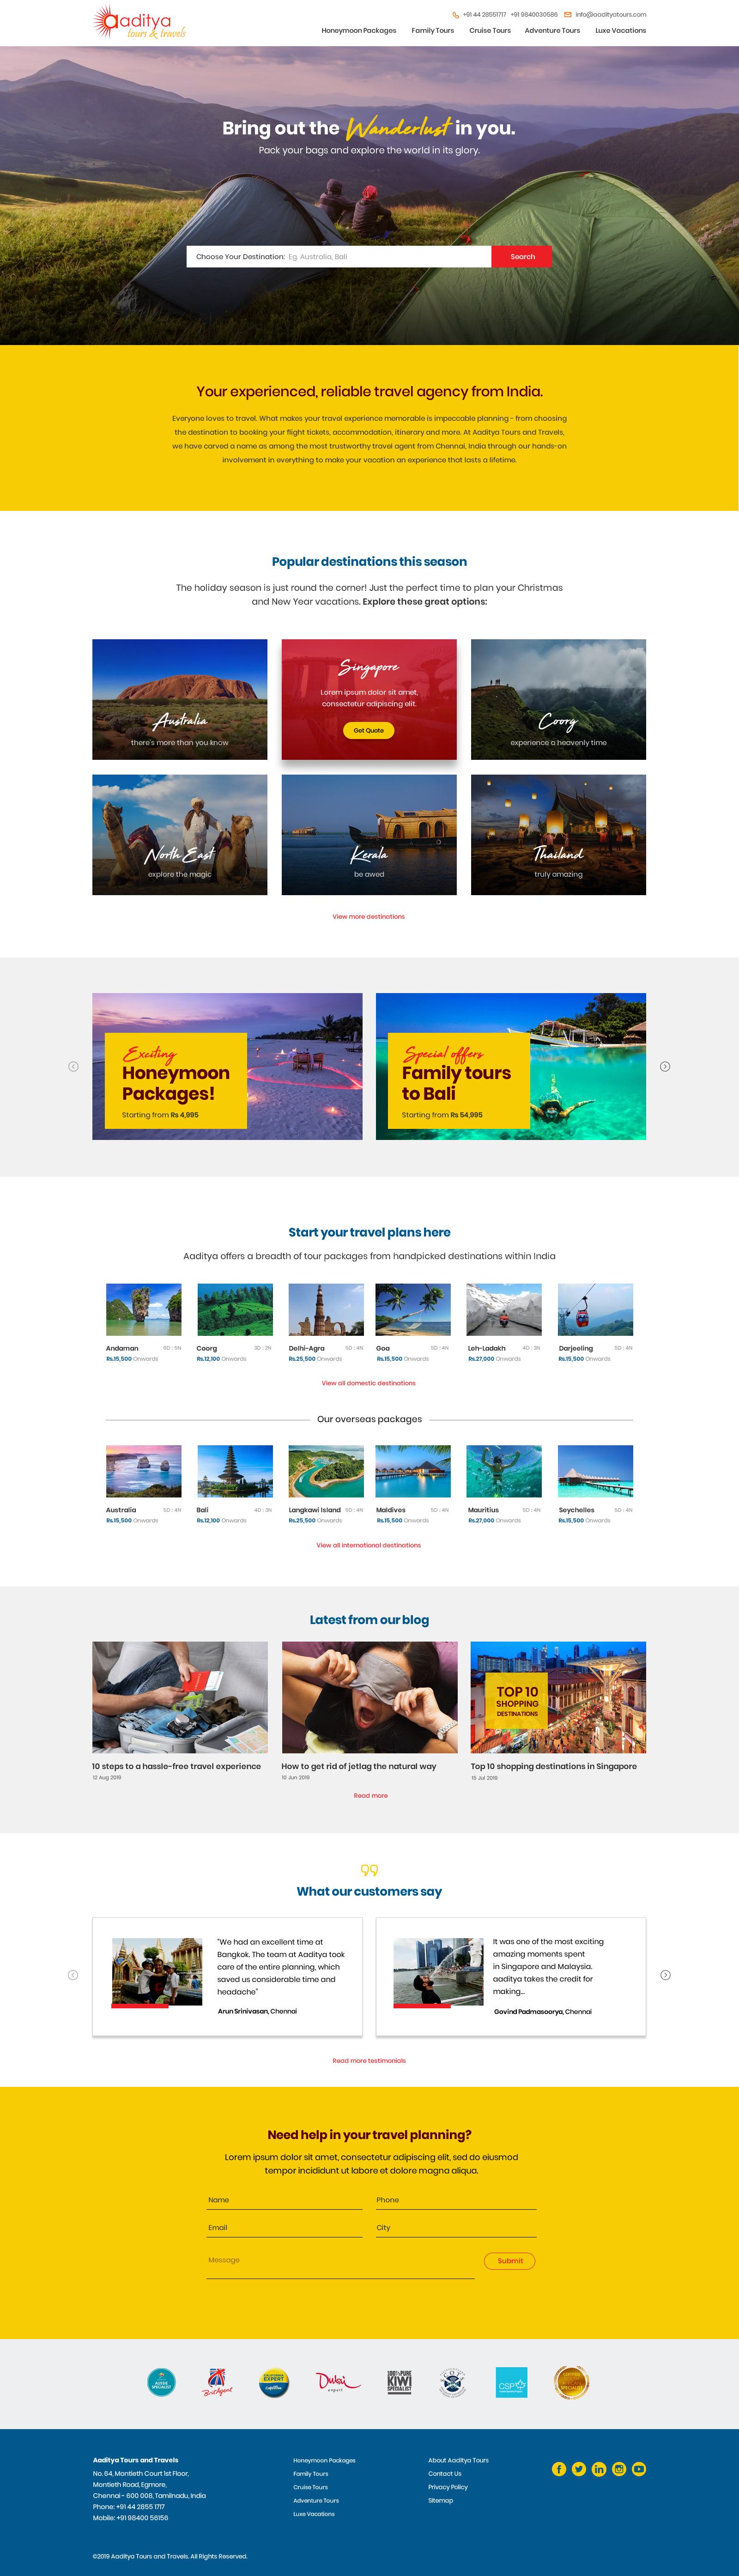 aaditya
tours & travels
+91 44 28551717 +91 9840030586 info@aadityatours.com
Honeymoon Packages Family Tours Cruise Tours Adventure Tours Luxe Vacations
Bring out the Wanderlust in you.
Pack your bags and explore the world in its glory.
Choose Your Destination: Eg. Australia, Bali Search
Your experienced, reliable travel agency from India.
Everyone loves to travel. What makes your travel experience memorable is impeccable planning - from choosing
the destination to booking your flight tickets, accommodation, itinerary and more. At Aaditya Tours and Travels,
we have carved a name as among the most trustworthy travel agent from Chennai, India through our hands-on
involvement in everything to make your vacation an experience that lasts a lifetime.
Popular destinations this season
The holiday season is just round the corner! Just the perfect time to plan your Christmas
and New Year vacations. Explore these great options:
Australia
there's more than you know
Singapore
Lorem ipsum dolor sit amet,
consectetur adipiscing elit.
Get Quote
Coorg
experience a heavenly time
North East
explore the magic
Kerala
be awed
Thailand
truly amazing
View more destinations
Exciting
Honeymoon
Packages!
Starting from Rs 4,995
Special offers
Family tours
to Bali
Starting from Rs 54,995
Start your travel plans here
Aaditya offers a breadth of tour packages from handpicked destinations within India
Andaman 6D : 5N
Rs.15,500 Onwards
Coorg 3D : 2N
Rs.12,100 Onwards
Delhi-Agra 5D : 4N
Rs.25,500 Onwards
Goa 5D : 4N
Rs.15,500 Onwards
Leh-Ladakh 4D : 3N
Rs.27,000 Onwards
Darjeeling 5D : 4N
Rs.15,500 Onwards
View all domestic destinations
Our overseas packages
Australia 5D : 4N
Rs.15,500 Onwards
Bali 4D : 3N
Rs.12,100 Onwards
Langkawi Island 5D : 4N
Rs.25,500 Onwards
Maldives 5D : 4N
Rs.15,500 Onwards
Mauritius 5D : 4N
Rs.27,000 Onwards
Seychelles 5D : 4N
Rs.15,500 Onwards
View all international destinations
Latest from our blog
10 steps to a hassle-free travel experience
12 Aug 2019
How to get rid of jetlag the natural way
10 Jun 2019
TOP 10
SHOPPING
DESTINATIONS
Top 10 shopping destinations in Singapore
15 Jul 2019
Read more
What our customers say
"We had an excellent time at
Bangkok. The team at Aaditya took
care of the entire planning, which
saved us considerable time and
headache"
Arun Srinivasan, Chennai
It was one of the most exciting
amazing moments spent
in Singapore and Malaysia.
aaditya takes the credit for
making...
Govind Padmasoorya, Chennai
Read more testimonials
Need help in your travel planning?
Lorem ipsum dolor sit amet, consectetur adipiscing elit, sed do eiusmod
tempor incididunt ut labore et dolore magna aliqua.
Name Phone
Email City
Message Submit
AUSSIE
SPECIALIST
EXPERT
Dubai
expert
100% PURE
KIWI
SPECIALIST
CSP
Aaditya Tours and Travels
No. 64, Montieth Court 1st Floor,
Montieth Road, Egmore,
Chennai - 600 008, Tamilnadu, India
Phone: +91 44 2855 1717
Mobile: +91 98400 56156
Honeymoon Packages
Family Tours
Cruise Tours
Adventure Tours
Luxe Vacations
About Aaditya Tours
Contact Us
Privacy Policy
Sitemap
©2019 Aaditya Tours and Travels. All Rights Reserved.